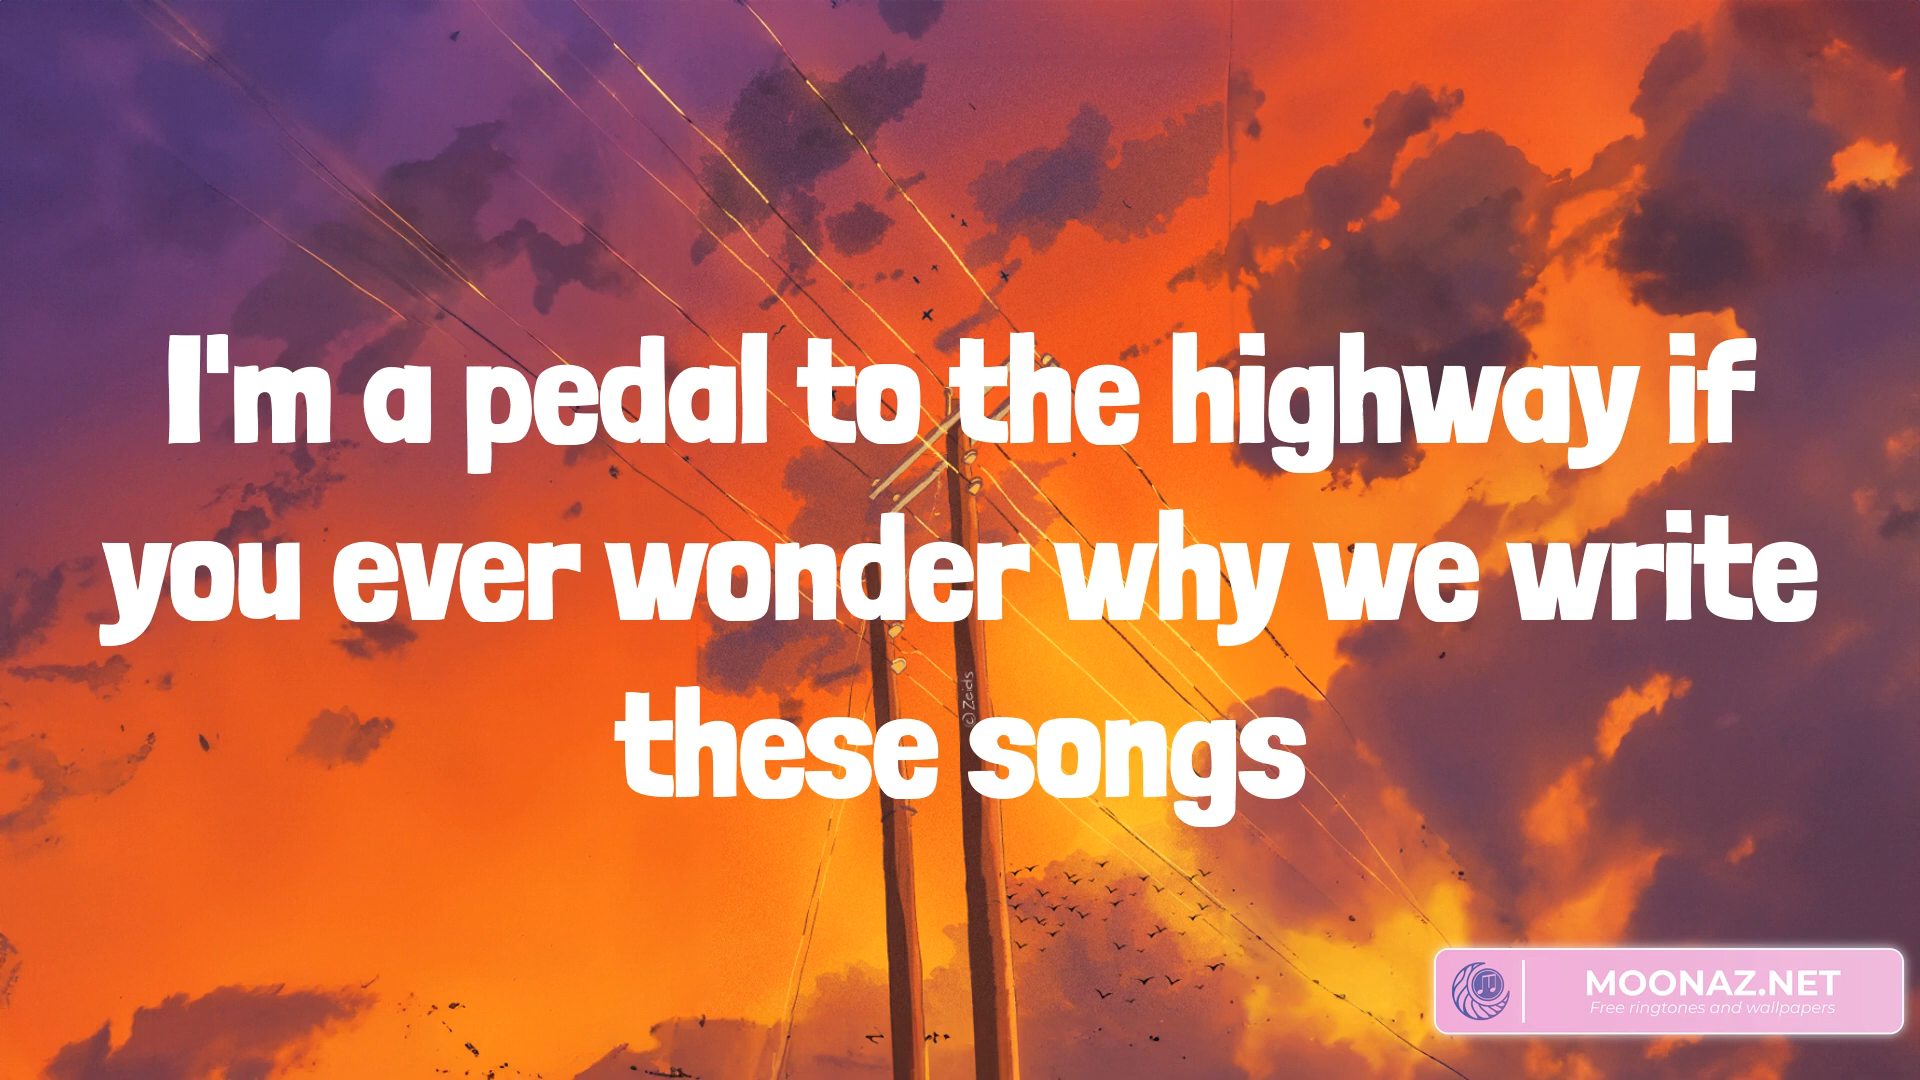 I'm a pedal to the highway if
you ever wonder why we write
these songs
(c) Zeids
MOONAZ.NET
Free ringtones and wallpapers